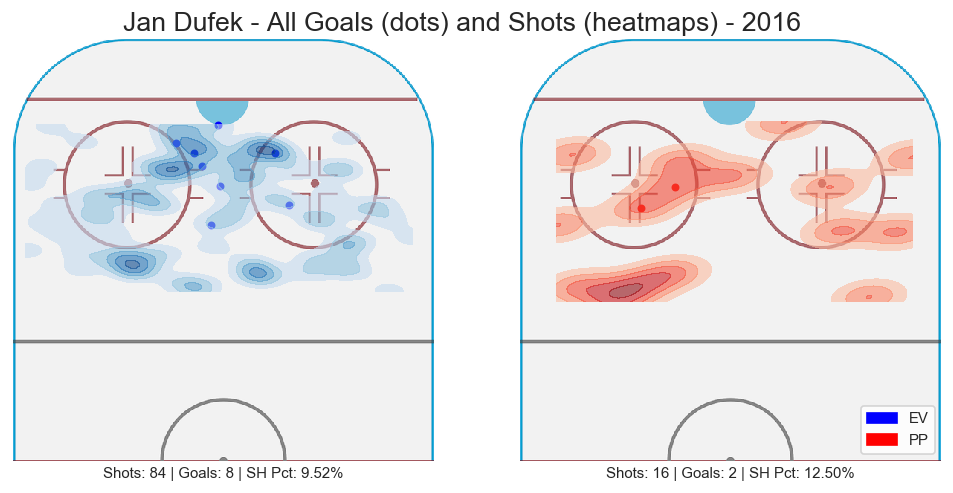 Jan Dufek - All Goals (dots) and Shots (heatmaps) - 2016
EV
PP
Shots: 84 | Goals: 8 | SH Pct: 9.52%
Shots: 16 | Goals: 2 | SH Pct: 12.50%